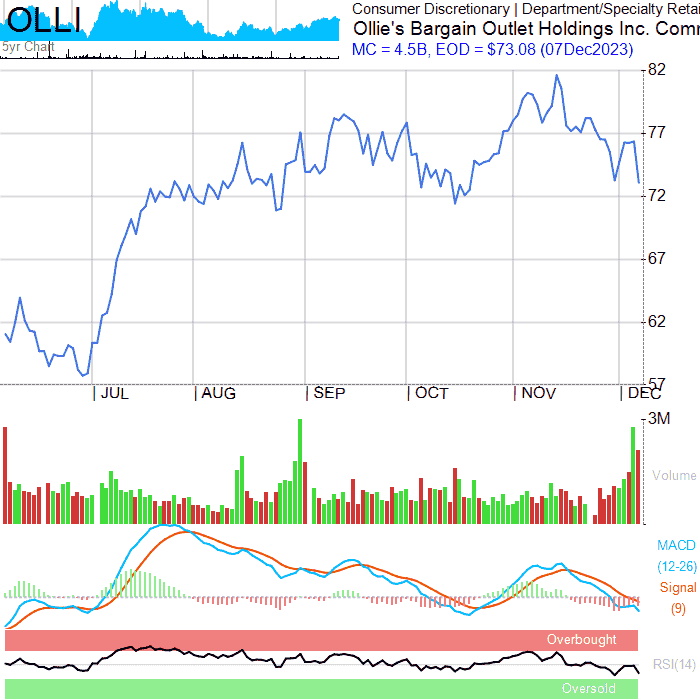 OLLI
5yr Chart
Consumer Discretionary | Department/Specialty Retai
Ollie's Bargain Outlet Holdings Inc. Comm
MC = 4.5B, EOD = $73.08 (07Dec2023)
82
77
72
67
62
57
JUL
AUG
SEP
OCT
NOV
DEC
3M
Volume
MACD
(12-26)
Signal
(9)
Overbought
RSI(14)
Oversold